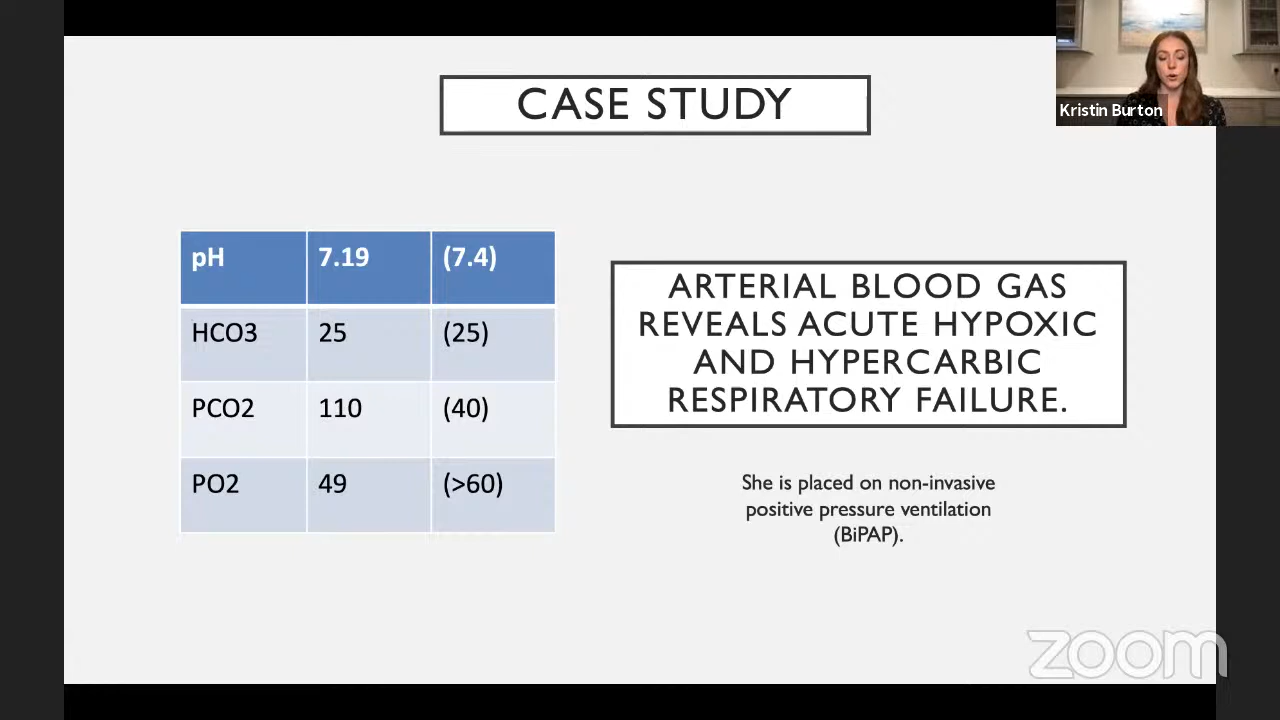 CASE STUDY
Kristin Burton
pH 7.19 (7.4)
HCO3 25 (25)
PCO2 110 (40)
PO2 49 (>60)
ARTERIAL BLOOD GAS
REVEALS ACUTE HYPOXIC
AND HYPERCARBIC
RESPIRATORY FAILURE.
She is placed on non-invasive
positive pressure ventilation
(BiPAP).
zoom